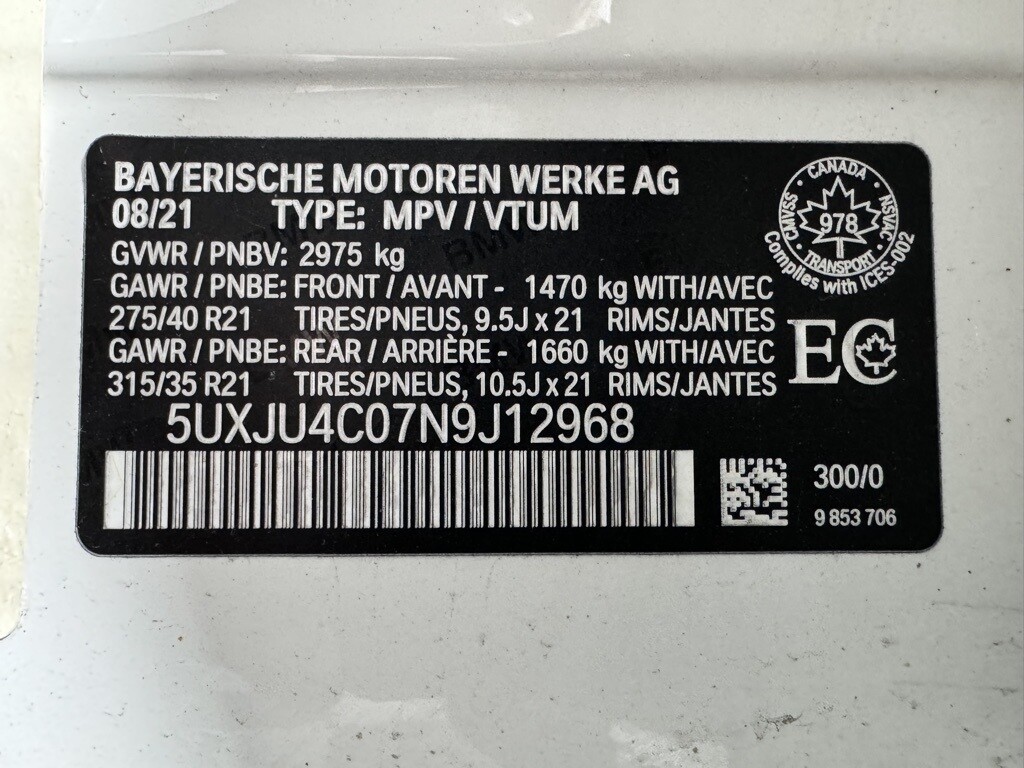 BAYERISCHE MOTOREN WERKE AG
08/21 TYPE: MPV / VTUM
GVWR / PNBV: 2975 kg
GAWR / PNBE: FRONT / AVANT - 1470 kg WITH/AVEC
275/40 R21 TIRES/PNEUS, 9.5J x 21 RIMS/JANTES
GAWR / PNBE: REAR / ARRIÈRE - 1660 kg WITH/AVEC
315/35 R21 TIRES/PNEUS, 10.5J x 21 RIMS/JANTES
5UXJU4C07N9J12968
CANADA
CMVSS 978 NSVAC
TRANSPORT
Complies with ICES-002
EC
300/0
9 853 706